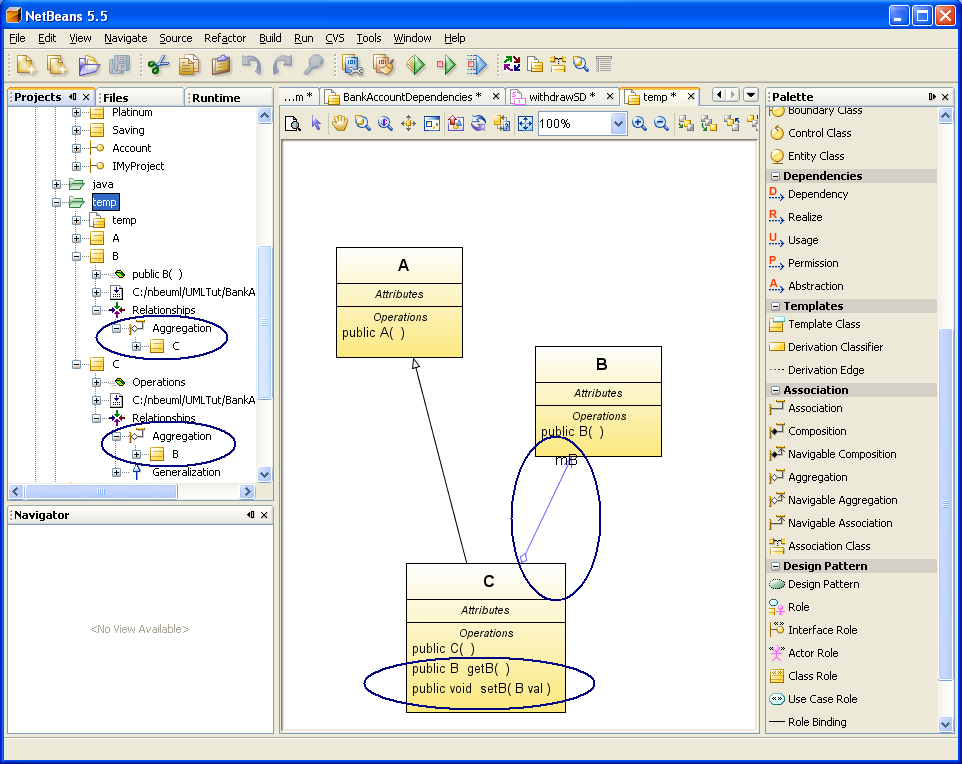 NetBeans 5.5
File Edit View Navigate Source Refactor Build Run CVS Tools Window Help
Projects
Files
Runtime
Platinum
Saving
Account
IMyProject
java
temp
temp
A
B
public B( )
C:/nbeuml/UMLTut/BankA
Relationships
Aggregation
C
C
Operations
C:/nbeuml/UMLTut/BankA
Relationships
Aggregation
B
Generalization
Navigator
<No View Available>
...m *
BankAccountDependencies *
withdrawSD *
temp *
100%
A
Attributes
Operations
public A( )
B
Attributes
Operations
public B( )
mB
C
Attributes
Operations
public C( )
public B getB( )
public void setB( B val )
Palette
Boundary Class
Control Class
Entity Class
Dependencies
Dependency
Realize
Usage
Permission
Abstraction
Templates
Template Class
Derivation Classifier
Derivation Edge
Association
Association
Composition
Navigable Composition
Aggregation
Navigable Aggregation
Navigable Association
Association Class
Design Pattern
Design Pattern
Role
Interface Role
Actor Role
Class Role
Use Case Role
Role Binding